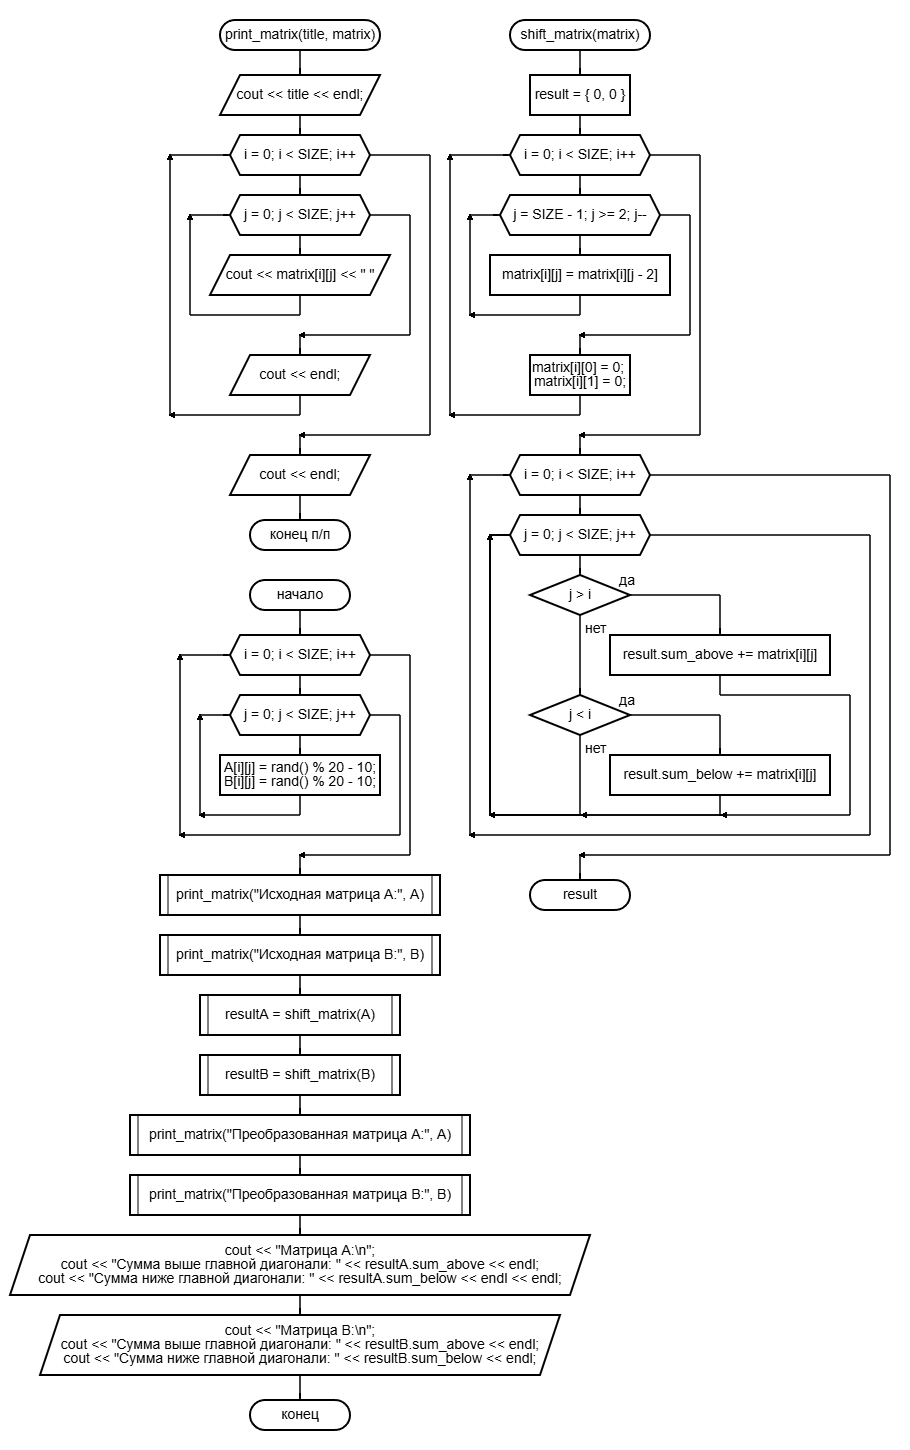 print_matrix(title, matrix)
cout << title << endl;
i = 0; i < SIZE; i++
j = 0; j < SIZE; j++
cout << matrix[i][j] << " "
cout << endl;
cout << endl;
конец п/п
shift_matrix(matrix)
result = { 0, 0 }
i = 0; i < SIZE; i++
j = SIZE - 1; j >= 2; j--
matrix[i][j] = matrix[i][j - 2]
matrix[i][0] = 0;
matrix[i][1] = 0;
i = 0; i < SIZE; i++
j = 0; j < SIZE; j++
j > i
да
нет
result.sum_above += matrix[i][j]
j < i
да
нет
result.sum_below += matrix[i][j]
result
начало
i = 0; i < SIZE; i++
j = 0; j < SIZE; j++
A[i][j] = rand() % 20 - 10;
B[i][j] = rand() % 20 - 10;
print_matrix("Исходная матрица A:", A)
print_matrix("Исходная матрица B:", B)
resultA = shift_matrix(A)
resultB = shift_matrix(B)
print_matrix("Преобразованная матрица A:", A)
print_matrix("Преобразованная матрица B:", B)
cout << "Матрица A:\n";
cout << "Сумма выше главной диагонали: " << resultA.sum_above << endl;
cout << "Сумма ниже главной диагонали: " << resultA.sum_below << endl << endl;
cout << "Матрица B:\n";
cout << "Сумма выше главной диагонали: " << resultB.sum_above << endl;
cout << "Сумма ниже главной диагонали: " << resultB.sum_below << endl;
конец